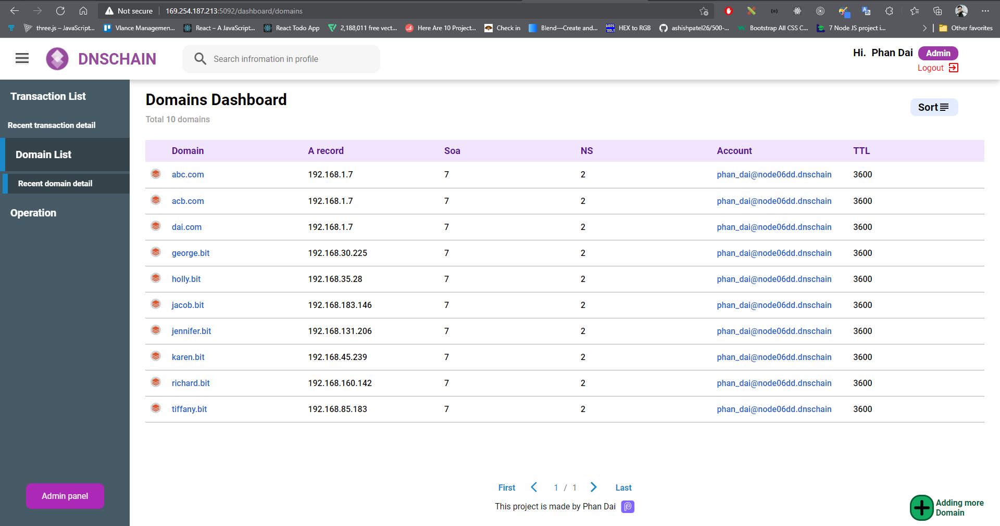 Not secure | 169.254.187.213:5092/dashboard/domains
three.js – JavaScript... Vlance Managemen... React – A JavaScript... React Todo App 2,188,011 free vect... Here Are 10 Project... Check in Blend—Create and... HEX to RGB ashishpatel26/500-... Bootstrap All CSS C... 7 Node JS project i... Other favorites
DNSCHAIN
Search infromation in profile
Hi. Phan Dai Admin
Logout
Transaction List
Recent transaction detail
Domain List
Recent domain detail
Operation
Admin panel
Domains Dashboard
Total 10 domains
Sort
Domain A record Soa NS Account TTL
abc.com 192.168.1.7 7 2 phan_dai@node06dd.dnschain 3600
acb.com 192.168.1.7 7 2 phan_dai@node06dd.dnschain 3600
dai.com 192.168.1.7 7 2 phan_dai@node06dd.dnschain 3600
george.bit 192.168.30.225 7 2 phan_dai@node06dd.dnschain 3600
holly.bit 192.168.35.28 7 2 phan_dai@node06dd.dnschain 3600
jacob.bit 192.168.183.146 7 2 phan_dai@node06dd.dnschain 3600
jennifer.bit 192.168.131.206 7 2 phan_dai@node06dd.dnschain 3600
karen.bit 192.168.45.239 7 2 phan_dai@node06dd.dnschain 3600
richard.bit 192.168.160.142 7 2 phan_dai@node06dd.dnschain 3600
tiffany.bit 192.168.85.183 7 2 phan_dai@node06dd.dnschain 3600
First 1 / 1 Last
This project is made by Phan Dai
Adding more
Domain